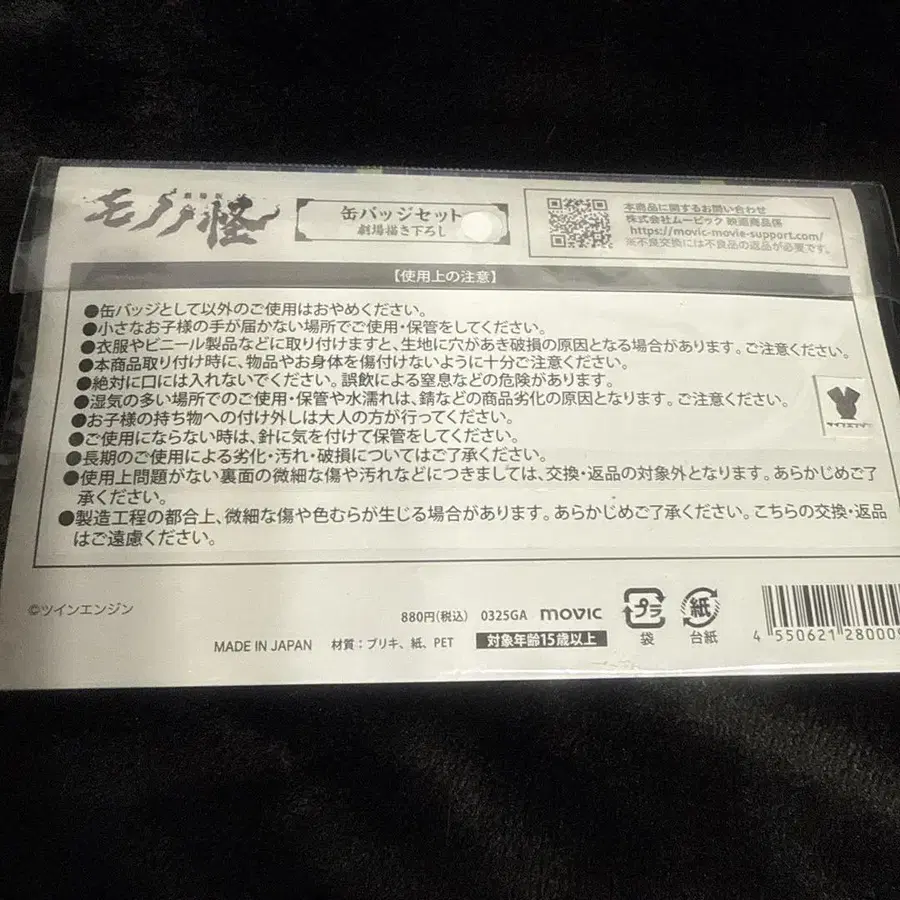 劇場版
モノノ怪
缶バッジセット
劇場描き下ろし
本商品に関するお問い合わせ
株式会社ムービック 映返商品係
https://movic-movie-support.com/
※不良交換には不良品の返品が必要です。
【使用上の注意】
●缶バッジとして以外のご使用はおやめください。
●小さなお子様の手が届かない場所でご使用・保管をしてください。
●衣服やビニール製品などに取り付けますと、生地に穴があき破損の原因となる場合があります。ご注意ください。
●本商品取り付け時に、物品やお身体を傷付けないように十分ご注意ください。
●絶対に口には入れないでください。誤飲による窒息などの危険があります。
●湿気の多い場所でのご使用・保管や水濡れは、錆などの商品劣化の原因となります。ご注意ください。
●お子様の持ち物への付け外しは大人の方が行ってください。
●ご使用にならない時は、針に気を付けて保管をしてください。
●長期のご使用による劣化・汚れ・破損についてはご了承ください。
●使用上問題がない裏面の微細な傷や汚れなどにつきましては、交換・返品の対象外となります。あらかじめご了
承ください。
●製造工程の都合上、微細な傷や色むらが生じる場合があります。あらかじめご了承ください。こちらの交換・返品
はご遠慮ください。
ツインエンジン
©ツインエンジン
880円(税込) 0325GA movic
MADE IN JAPAN 材質：ブリキ、紙、PET 対象年齢15歳以上
プラ
袋
紙
台紙
4 550621 280009